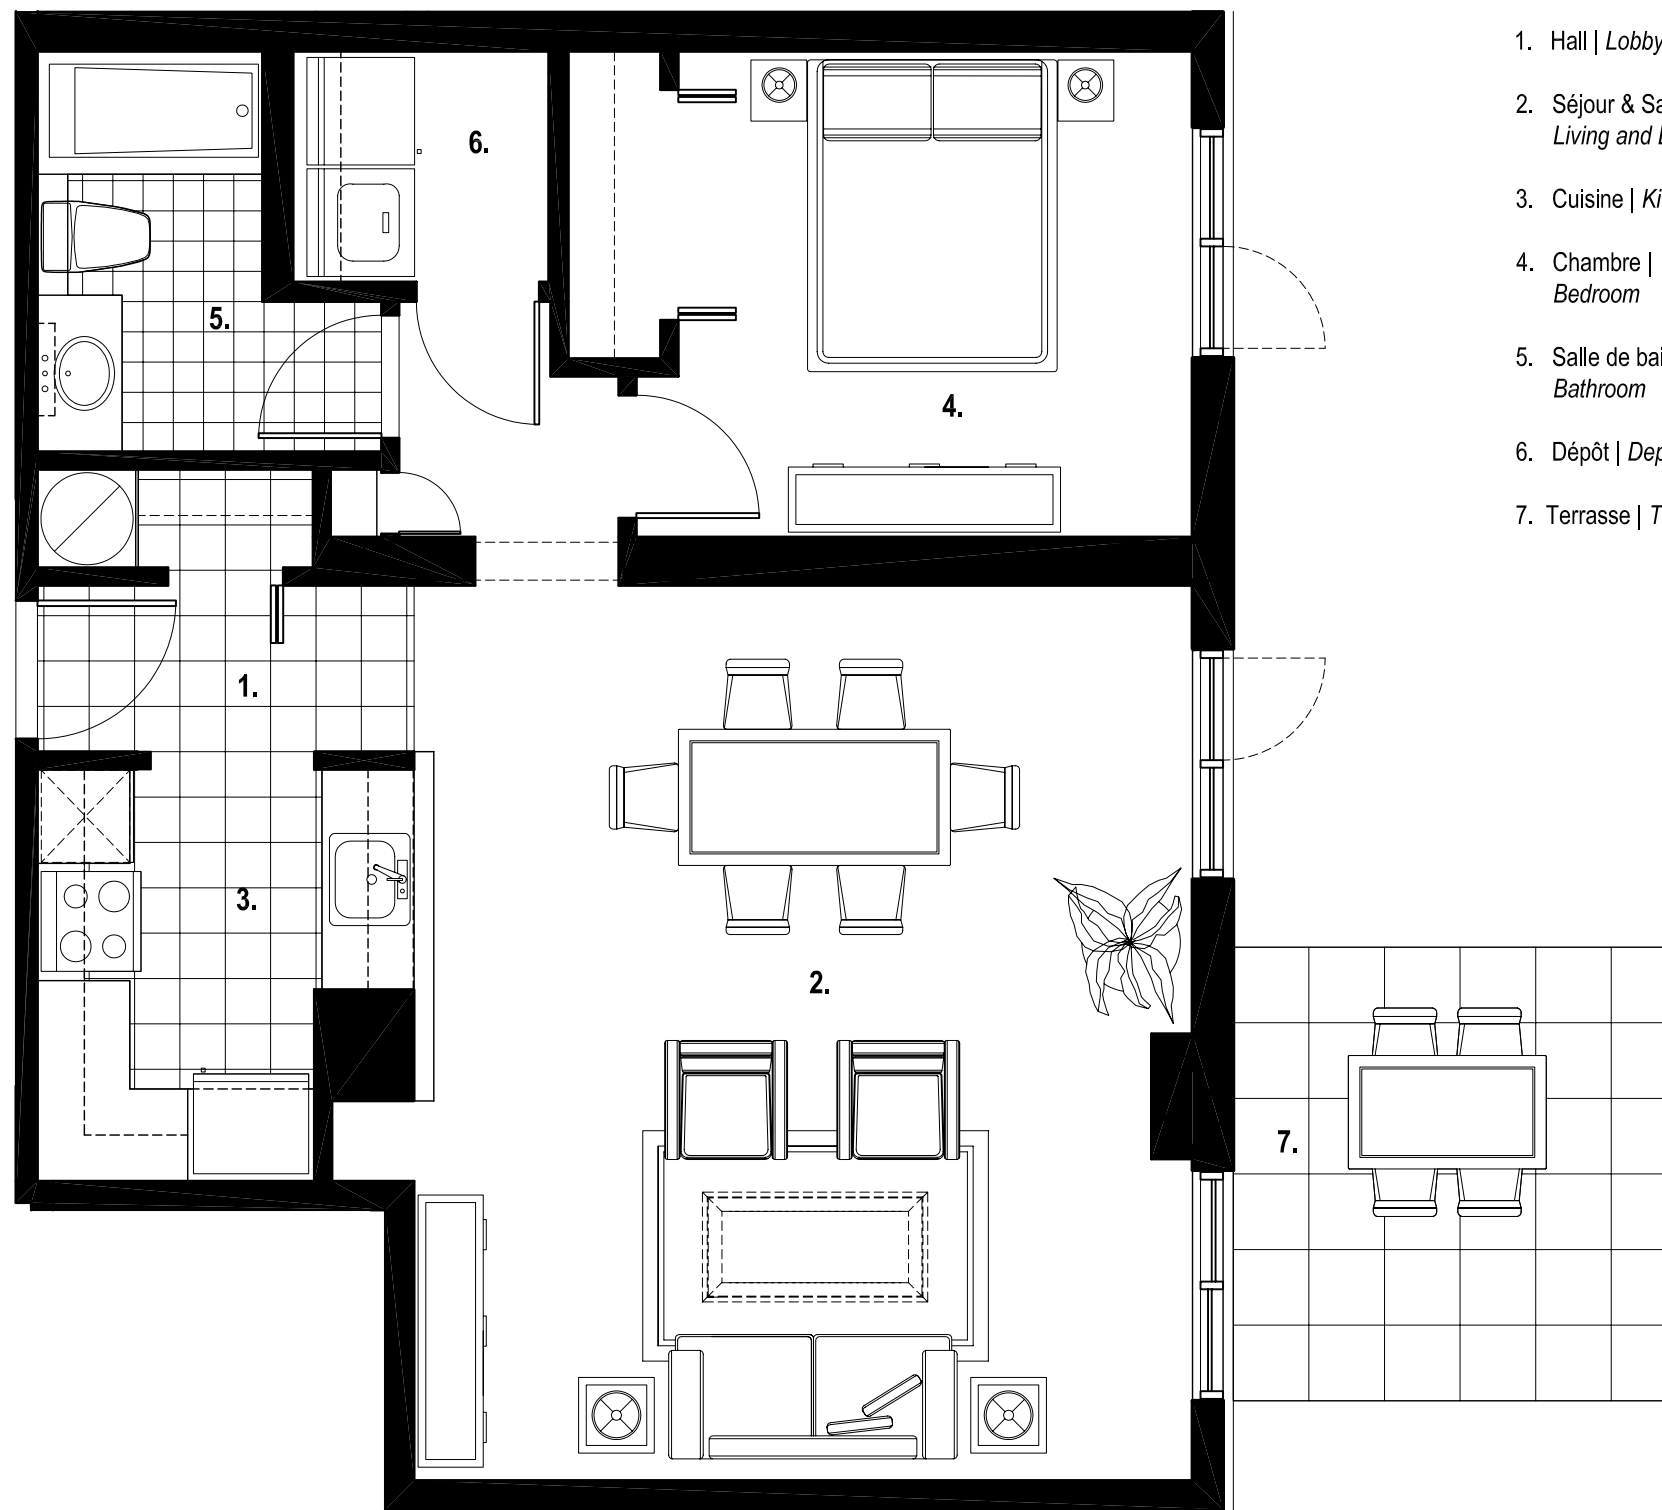 1. Hall | Lobby
2. Séjour & Sa
Living and
3. Cuisine | Ki
4. Chambre |
Bedroom
5. Salle de bai
Bathroom
6. Dépôt | Dep
7. Terrasse | T
6.
5.
4.
1.
3.
2.
7.